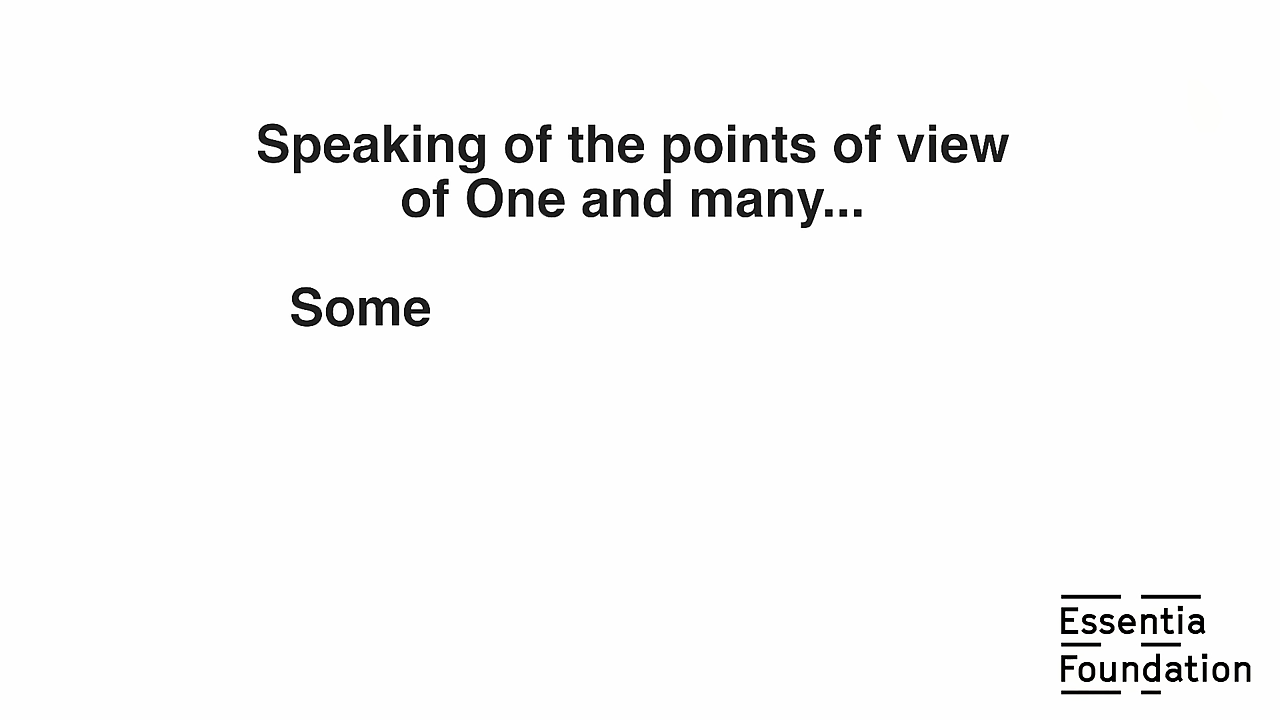 Speaking of the points of view
of One and many...
Some
Essentia
Foundation